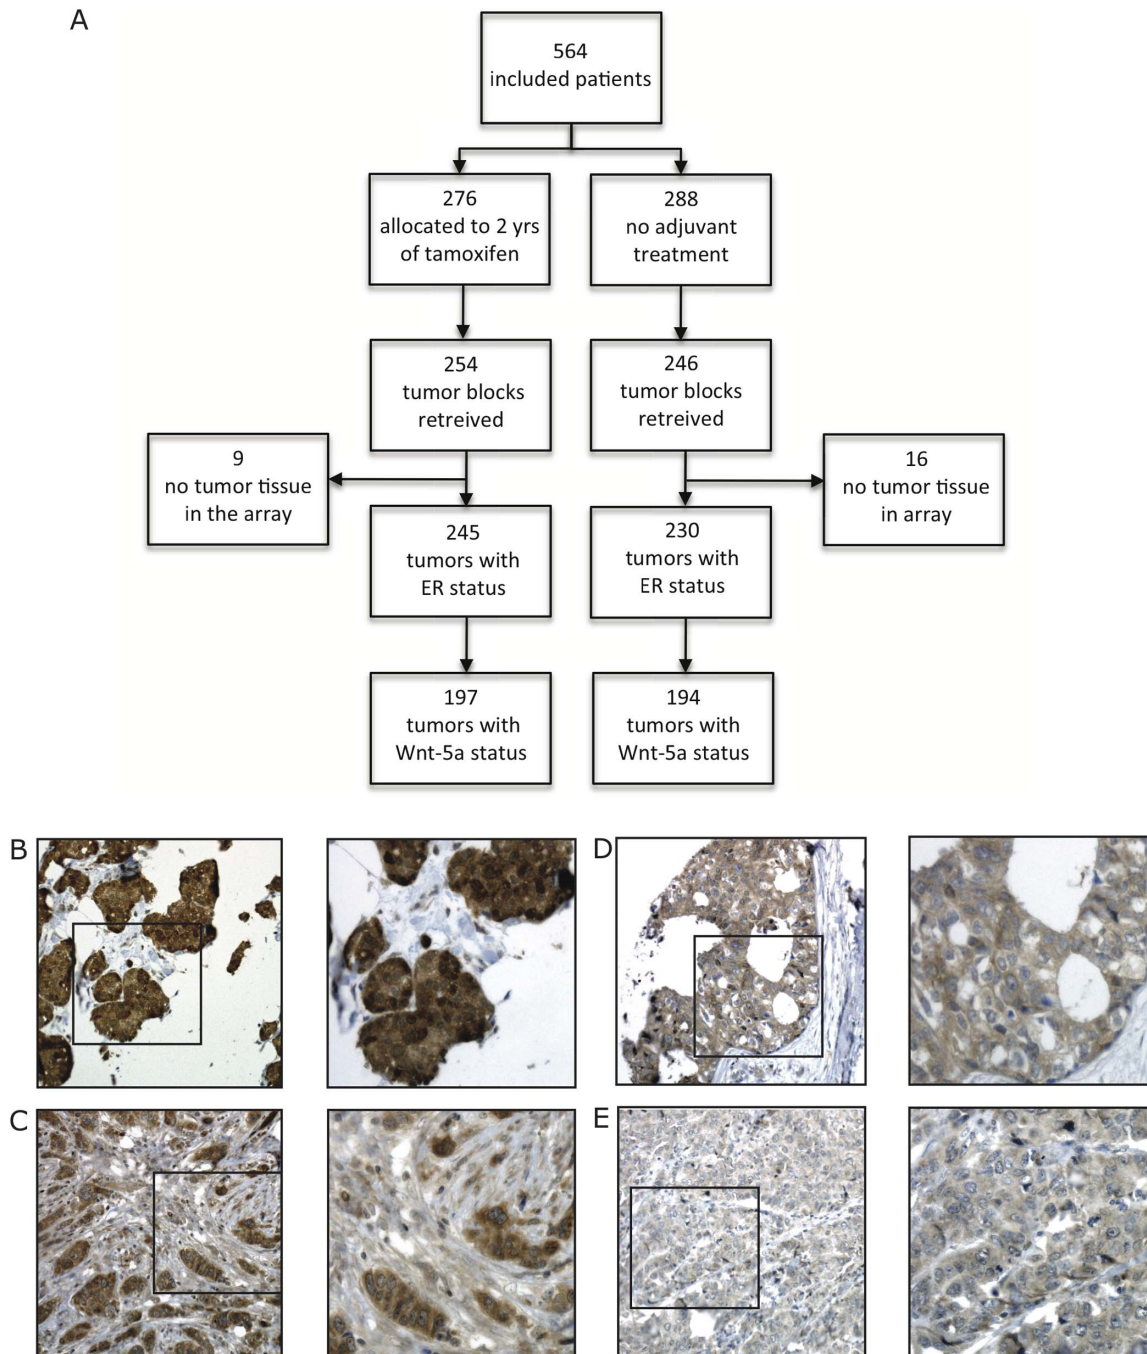 A
564
included patients
276
allocated to 2 yrs
of tamoxifen
288
no adjuvant
treatment
254
tumor blocks
retreived
246
tumor blocks
retreived
9
no tumor tissue
in the array
16
no tumor tissue
in array
245
tumors with
ER status
230
tumors with
ER status
197
tumors with
Wnt-5a status
194
tumors with
Wnt-5a status
B
D
C
E